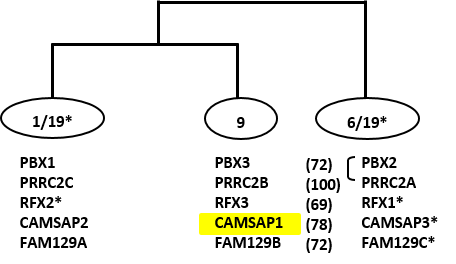 1/19* 9 6/19*
PBX1 PBX3 (72) PBX2
PRRC2C PRRC2B (100) PRRC2A
RFX2* RFX3 (69) RFX1*
CAMSAP2 CAMSAP1 (78) CAMSAP3*
FAM129A FAM129B (72) FAM129C*